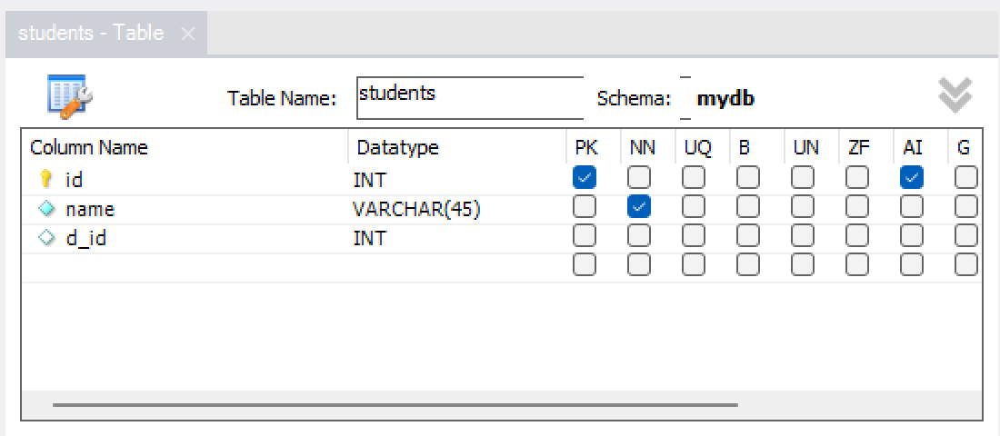 students - Table
Table Name: students Schema: mydb
Column Name Datatype PK NN UQ B UN ZF AI G
id INT
name VARCHAR(45)
d_id INT